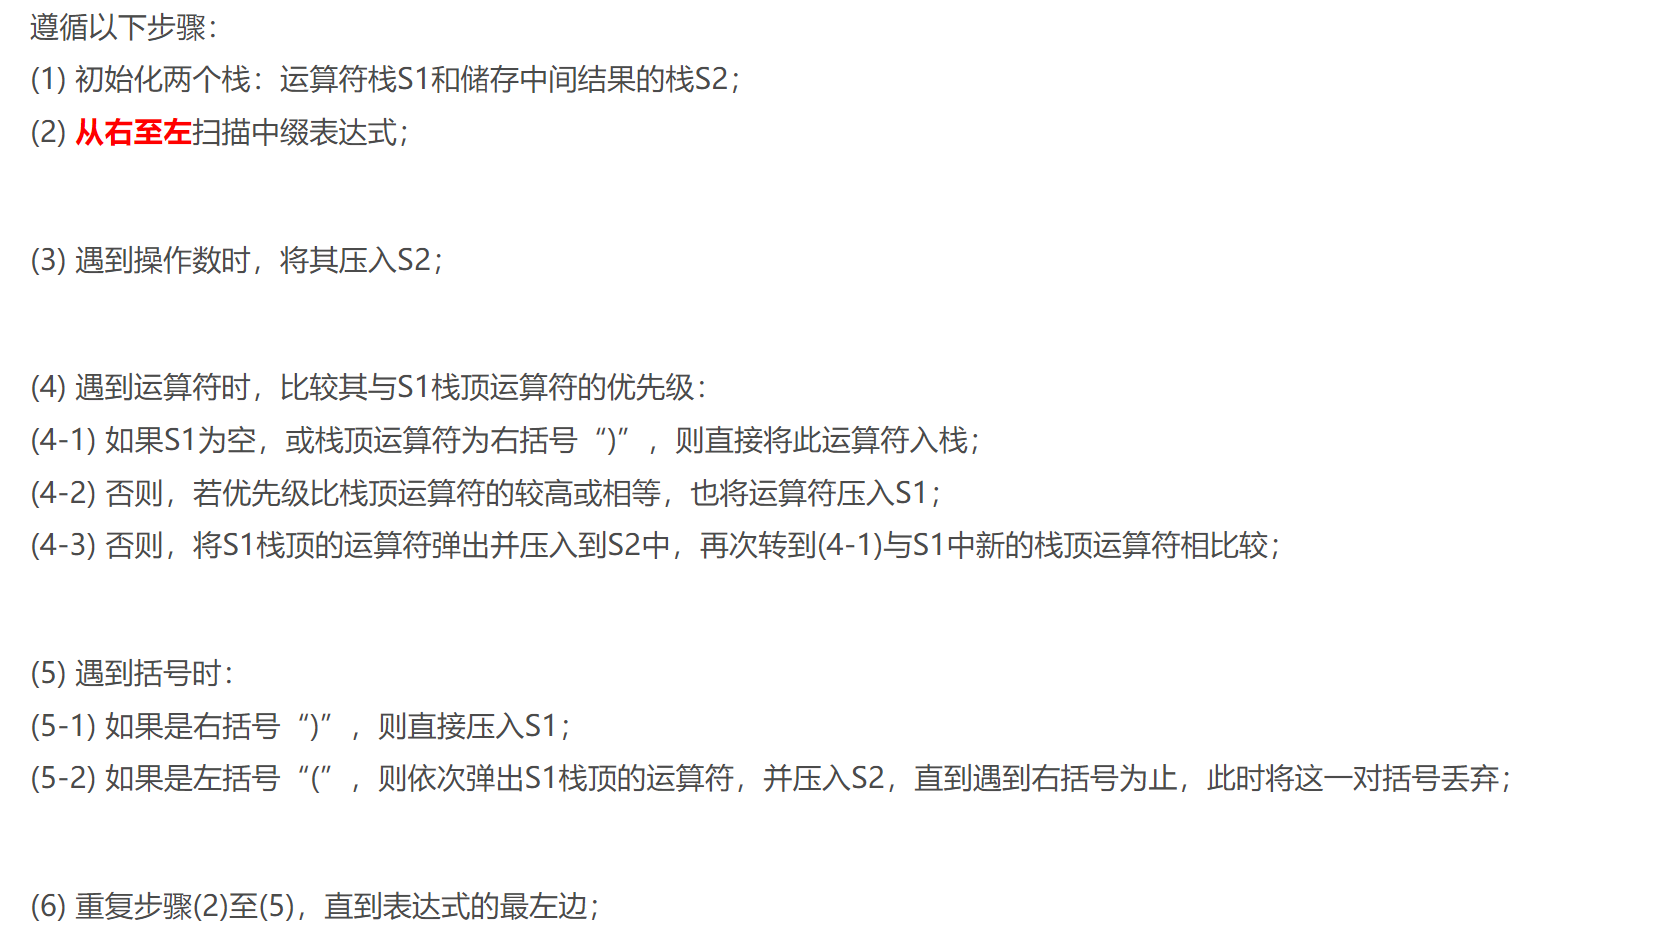 遵循以下步骤：
(1) 初始化两个栈：运算符栈S1和储存中间结果的栈S2；
(2) 从右至左扫描中缀表达式；
(3) 遇到操作数时，将其压入S2；
(4) 遇到运算符时，比较其与S1栈顶运算符的优先级：
(4-1) 如果S1为空，或栈顶运算符为右括号“)”，则直接将此运算符入栈；
(4-2) 否则，若优先级比栈顶运算符的较高或相等，也将运算符压入S1；
(4-3) 否则，将S1栈顶的运算符弹出并压入到S2中，再次转到(4-1)与S1中新的栈顶运算符相比较；
(5) 遇到括号时：
(5-1) 如果是右括号“)”，则直接压入S1；
(5-2) 如果是左括号“(”，则依次弹出S1栈顶的运算符，并压入S2，直到遇到右括号为止，此时将这一对括号丢弃；
(6) 重复步骤(2)至(5)，直到表达式的最左边；